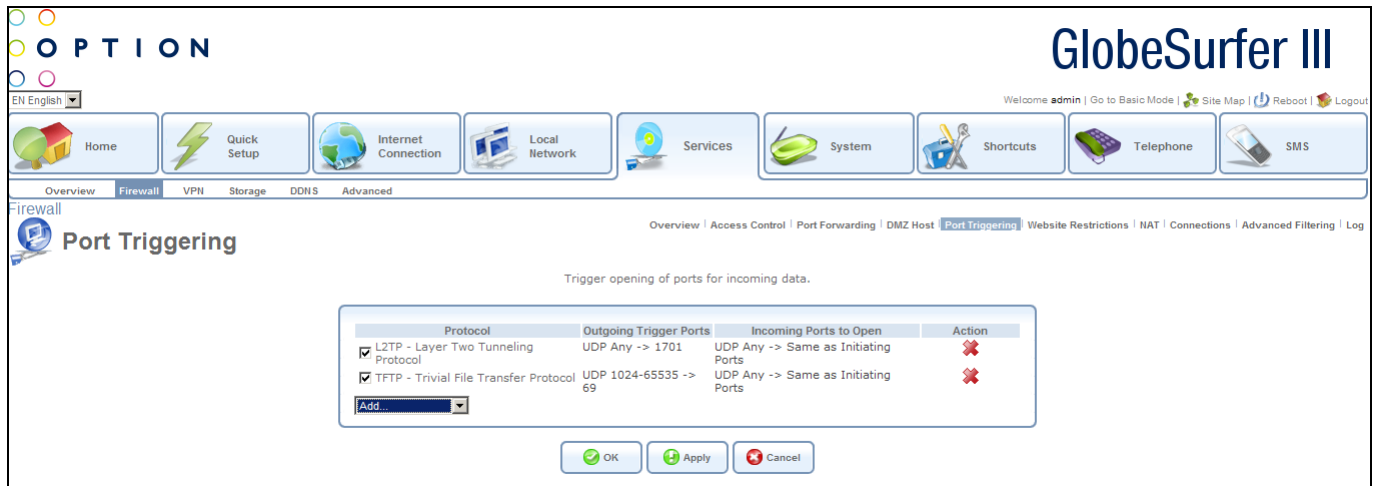 OPTION
GlobeSurfer III
EN English
Welcome admin | Go to Basic Mode | Site Map | Reboot | Logout
Home
Quick Setup
Internet Connection
Local Network
Services
System
Shortcuts
Telephone
SMS
Overview Firewall VPN Storage DDNS Advanced
Firewall
Port Triggering
Overview | Access Control | Port Forwarding | DMZ Host | Port Triggering | Website Restrictions | NAT | Connections | Advanced Filtering | Log
Trigger opening of ports for incoming data.
Protocol Outgoing Trigger Ports Incoming Ports to Open Action
L2TP - Layer Two Tunneling Protocol UDP Any -> 1701 UDP Any -> Same as Initiating Ports
TFTP - Trivial File Transfer Protocol UDP 1024-65535 -> 69 UDP Any -> Same as Initiating Ports
Add...
OK Apply Cancel